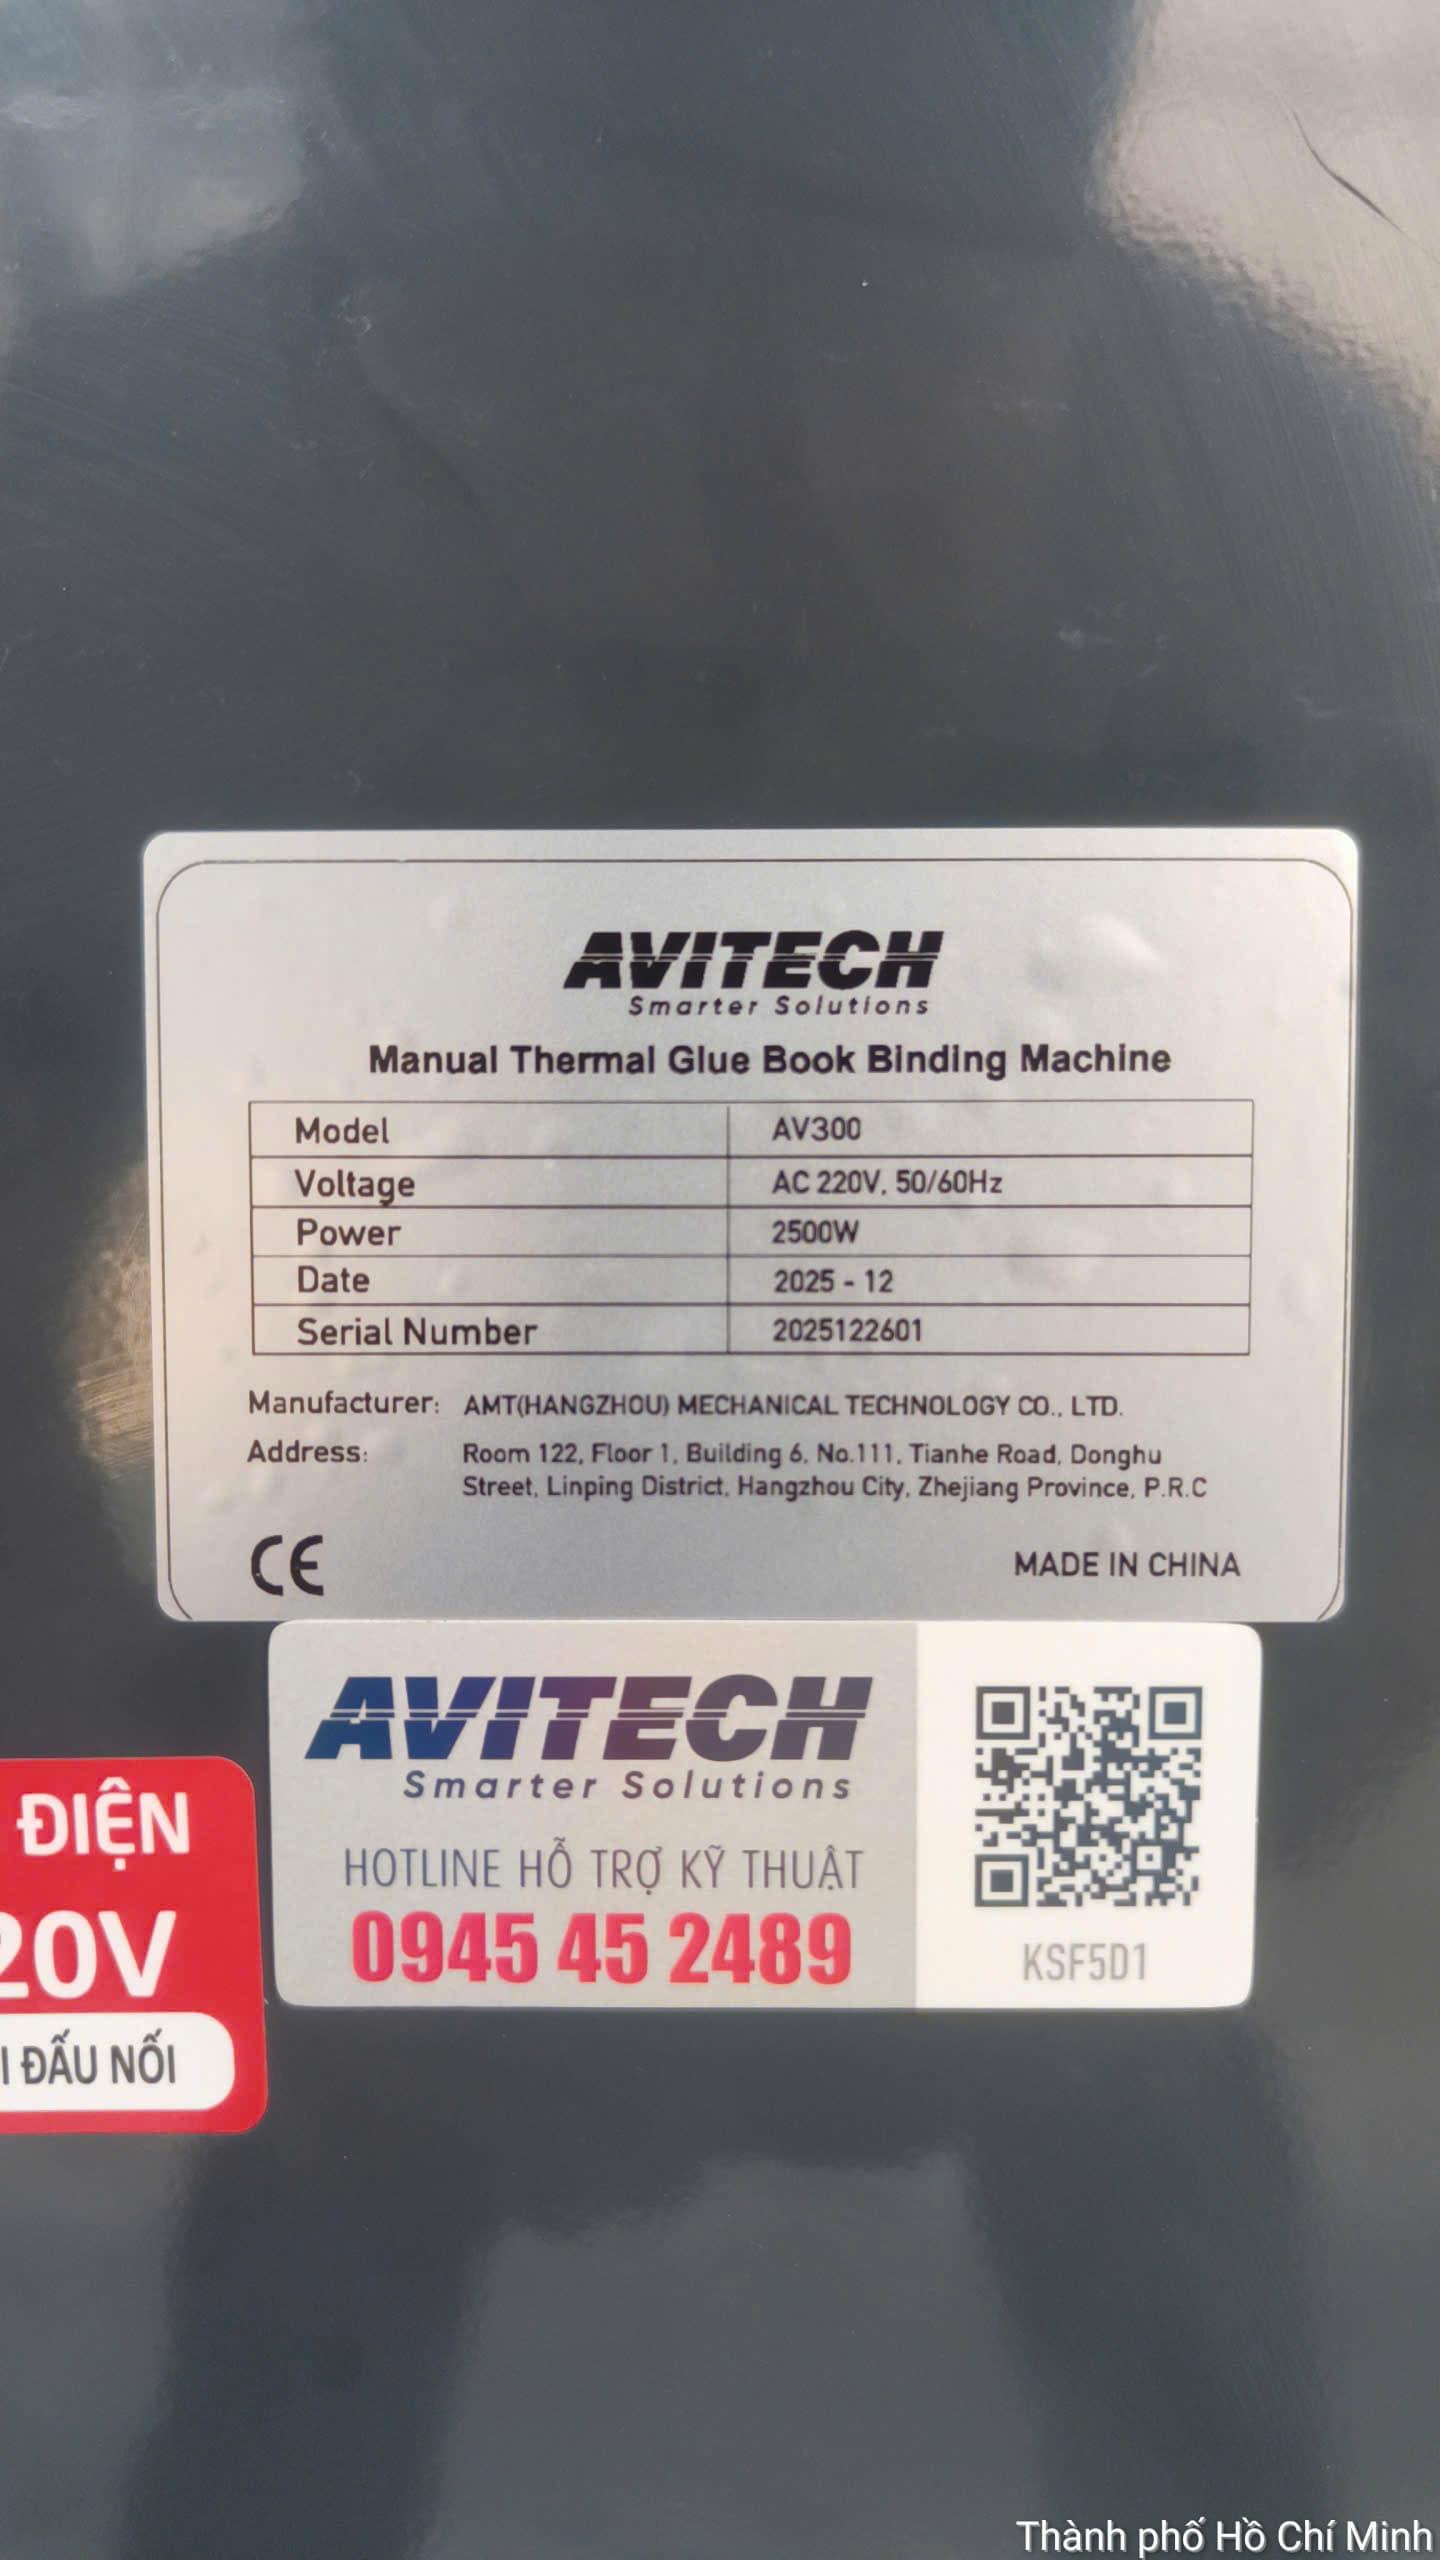 AVITECH
Smarter Solutions
Manual Thermal Glue Book Binding Machine
Model AV300
Voltage AC 220V, 50/60Hz
Power 2500W
Date 2025 - 12
Serial Number 2025122601
Manufacturer: AMT(HANGZHOU) MECHANICAL TECHNOLOGY CO., LTD.
Address: Room 122, Floor 1, Building 6, No.111, Tianhe Road, Donghu
Street, Linping District, Hangzhou City, Zhejiang Province, P.R.C
CE
MADE IN CHINA
AVITECH
Smarter Solutions
HOTLINE HỖ TRỢ KỸ THUẬT
0945 45 2489
KSF5D1
ĐIỆN
20V
ĐẤU NỐI
Thành phố Hồ Chí Minh